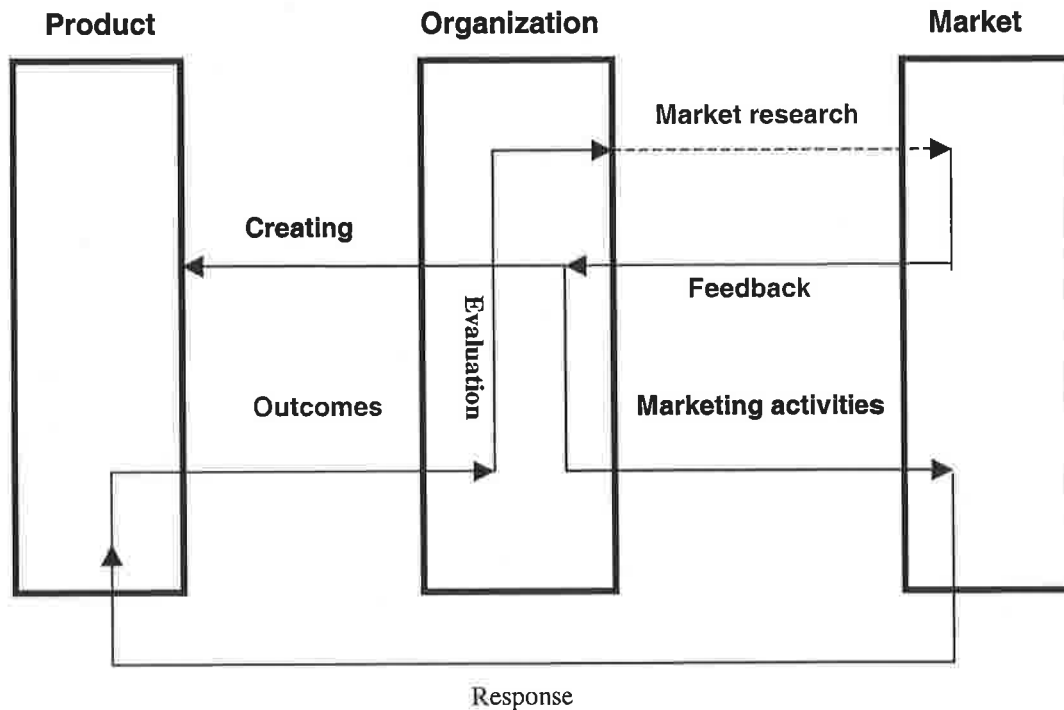 Product
Organization
Market
Market research
Creating
Feedback
Evaluation
Outcomes
Marketing activities
Response